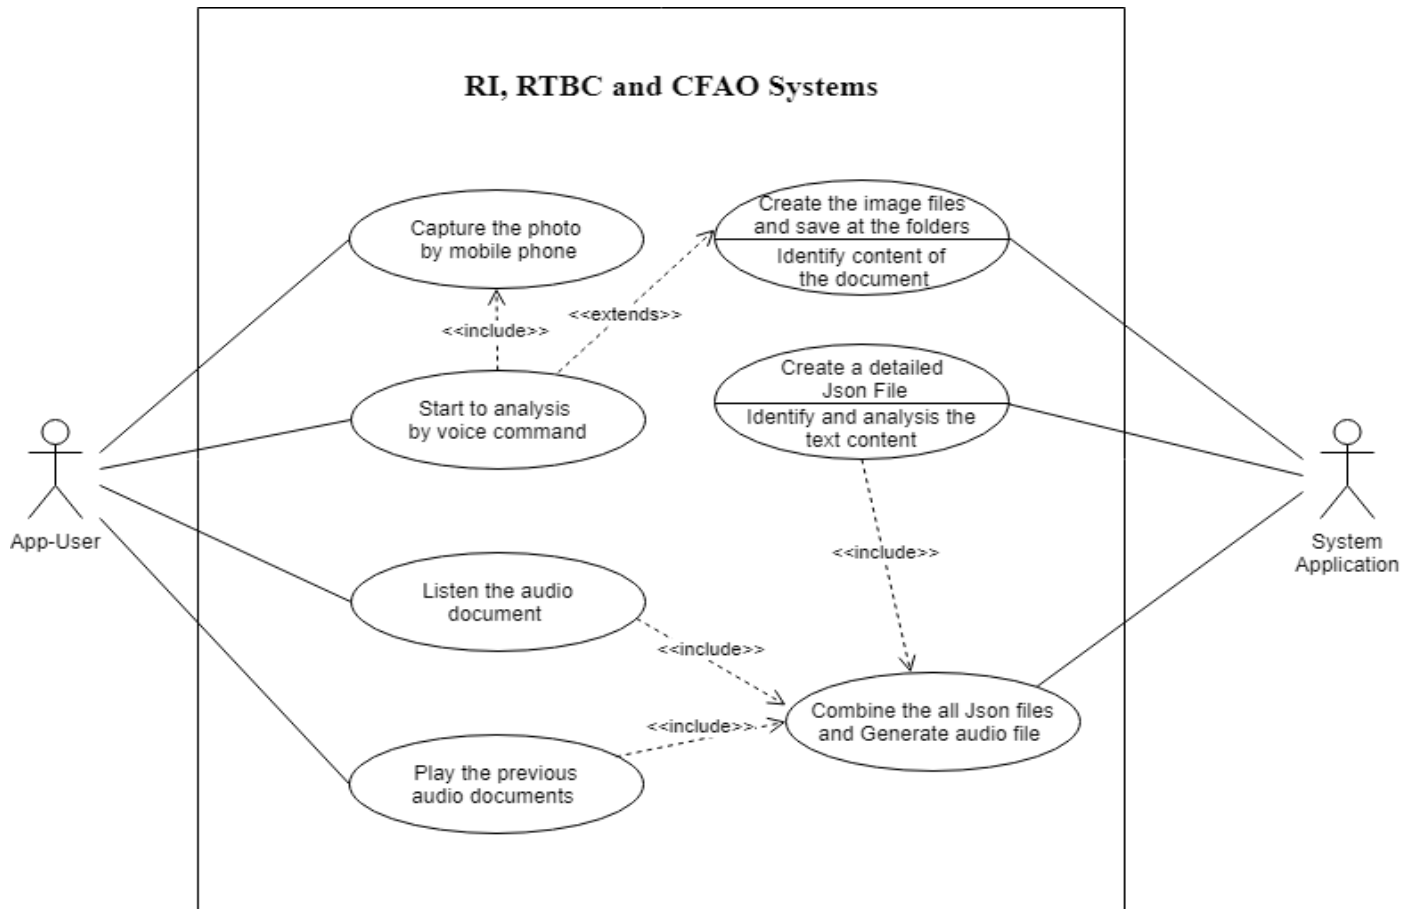 RI, RTBC and CFAO Systems
Capture the photo
by mobile phone
Create the image files
and save at the folders
Identify content of
the document
<<include>>
<<extends>>
Start to analysis
by voice command
Create a detailed
Json File
Identify and analysis the
text content
App-User
System
Application
<<include>>
Listen the audio
document
<<include>>
<<include>>
Combine the all Json files
and Generate audio file
Play the previous
audio documents